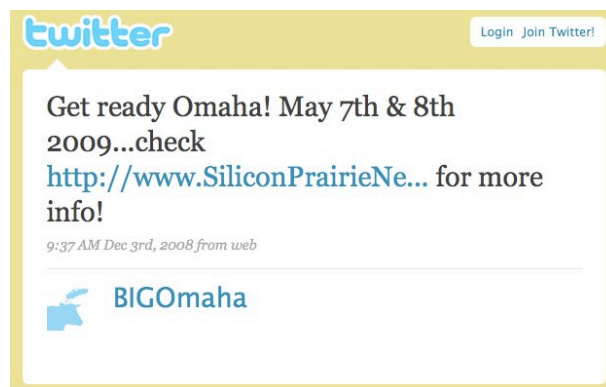 twitter
Login Join Twitter!
Get ready Omaha! May 7th & 8th
2009...check
http://www.SiliconPrairieNe... for more
info!
9:37 AM Dec 3rd, 2008 from web
BIGOmaha